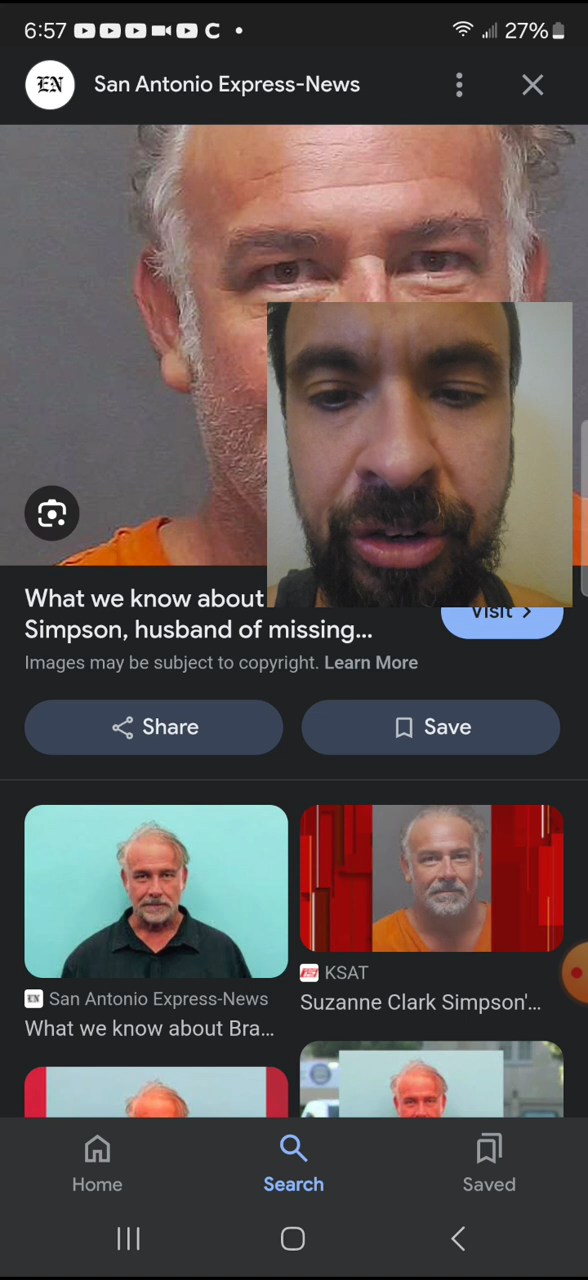 6:57
27%
EN San Antonio Express-News
What we know about
Simpson, husband of missing...
Visit >
Images may be subject to copyright. Learn More
Share
Save
EN San Antonio Express-News
What we know about Bra...
KSAT
Suzanne Clark Simpson'...
Home
Search
Saved